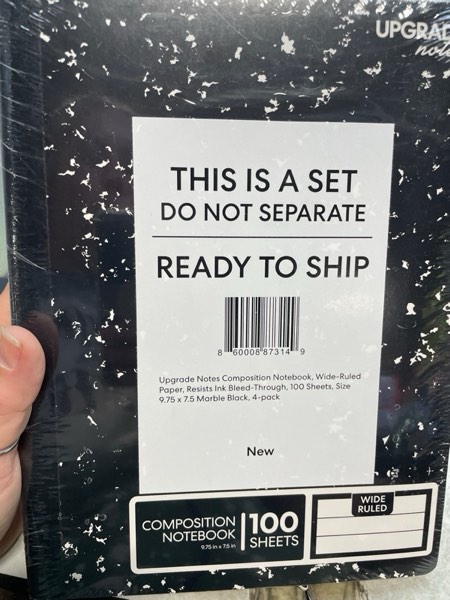 THIS IS A SET
DO NOT SEPARATE
READY TO SHIP
8 60008 87314 9
Upgrade Notes Composition Notebook, Wide-Ruled
Paper, Resists Ink Bleed-Through, 100 Sheets, Size
9.75 x 7.5 Marble Black, 4-pack
New
COMPOSITION
NOTEBOOK
9.75 in x 7.5 in
100
SHEETS
WIDE
RULED